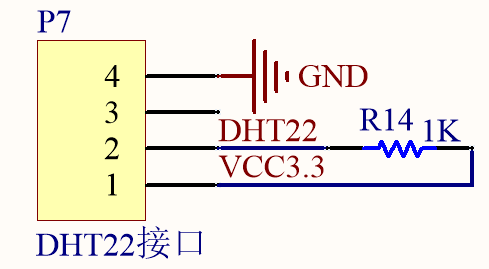 P7
4
GND
3
DHT22
R14
1K
2
VCC3.3
1
DHT22接口